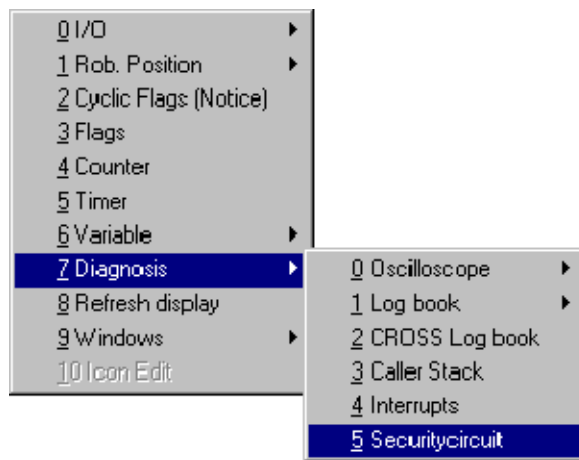 0 I/O
1 Rob. Position
2 Cyclic Flags (Notice)
3 Flags
4 Counter
5 Timer
6 Variable
7 Diagnosis
8 Refresh display
9 Windows
10 Icon Edit
0 Oscilloscope
1 Log book
2 CROSS Log book
3 Caller Stack
4 Interrupts
5 Securitycircuit